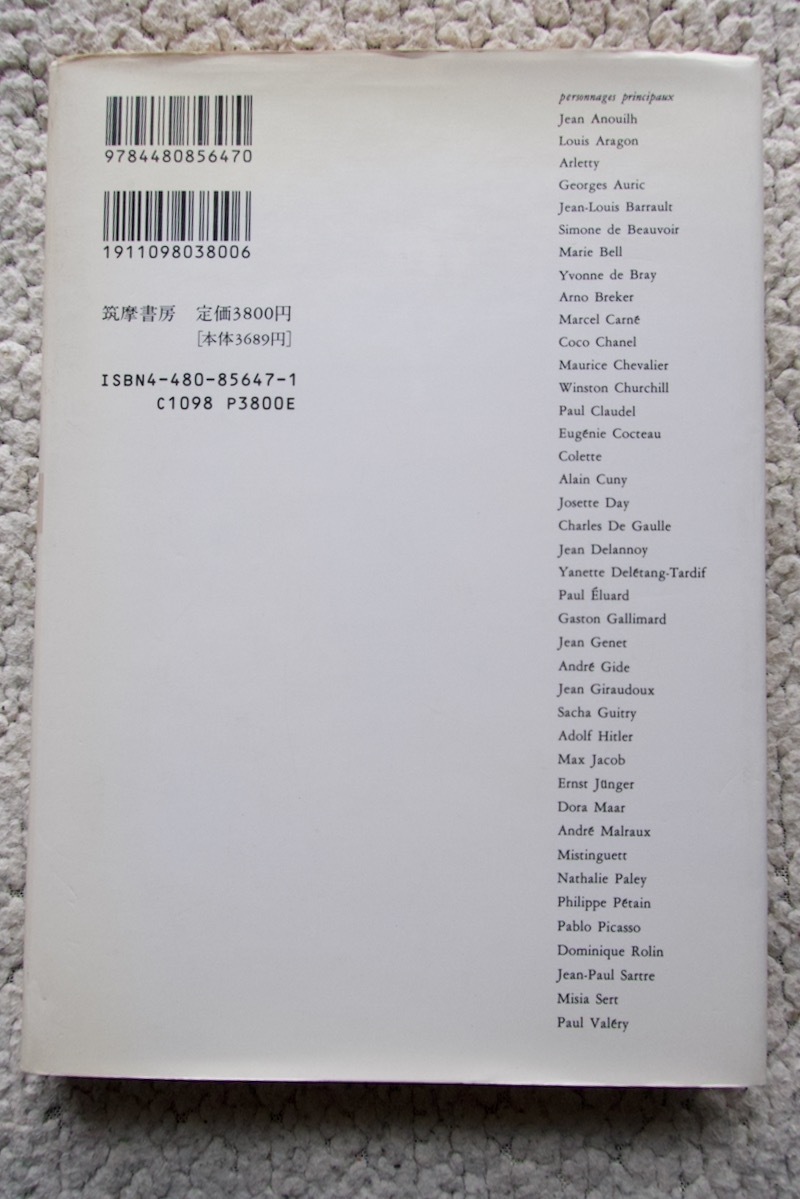 9784480856470
1911098038006
筑摩書房 定価3800円
[本体3689円]
ISBN4-480-85647-1
C1098 P3800E
personnages principaux
Jean Anouilh
Louis Aragon
Arletty
Georges Auric
Jean-Louis Barrault
Simone de Beauvoir
Marie Bell
Yvonne de Bray
Arno Breker
Marcel Carné
Coco Chanel
Maurice Chevalier
Winston Churchill
Paul Claudel
Eugénie Cocteau
Colette
Alain Cuny
Josette Day
Charles De Gaulle
Jean Delannoy
Yanette Delétang-Tardif
Paul Éluard
Gaston Gallimard
Jean Genet
André Gide
Jean Giraudoux
Sacha Guitry
Adolf Hitler
Max Jacob
Ernst Jünger
Dora Maar
André Malraux
Mistinguett
Nathalie Paley
Philippe Pétain
Pablo Picasso
Dominique Rolin
Jean-Paul Sartre
Misia Sert
Paul Valéry